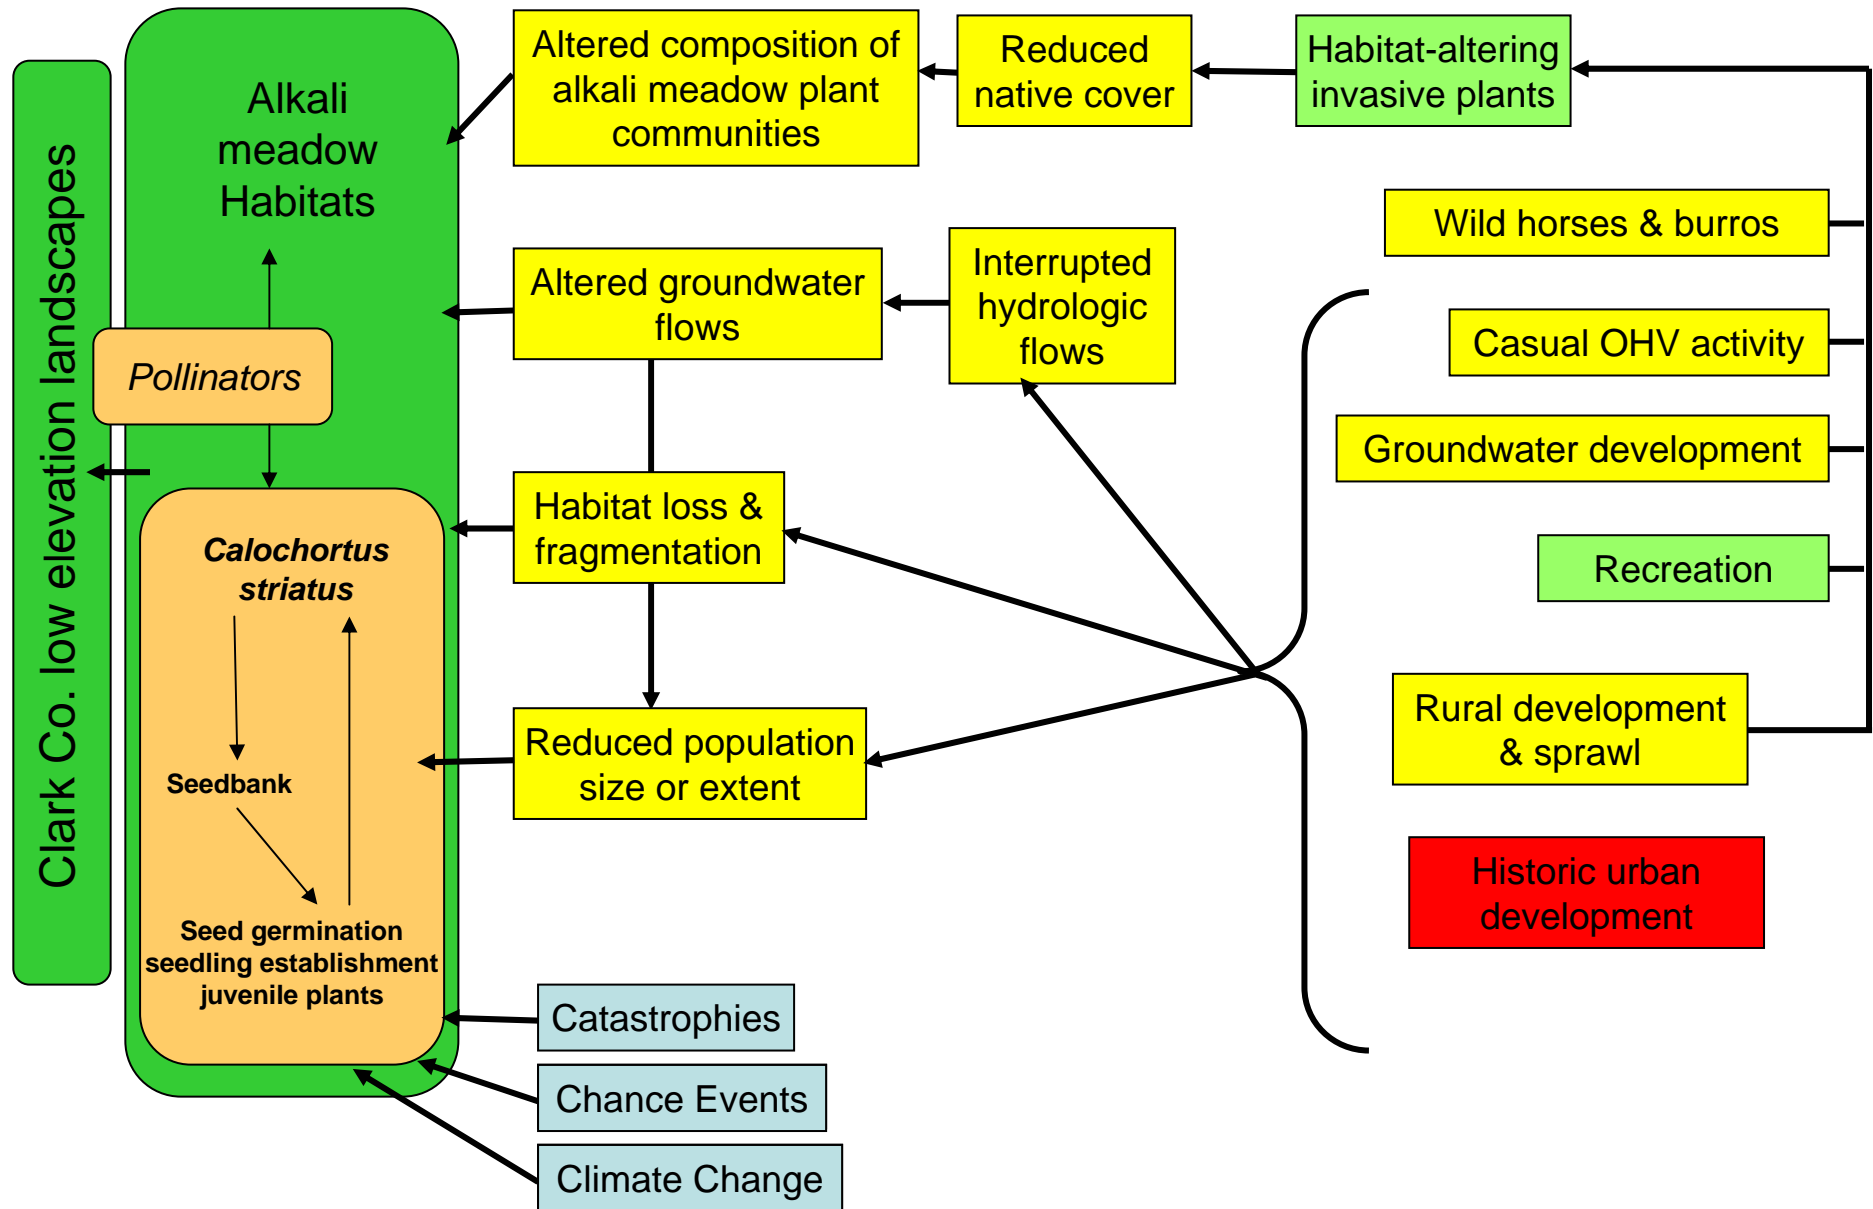 Clark Co. low elevation landscapes
Alkali
meadow
Habitats
Pollinators
Calochortus
striatus
Seedbank
Seed germination
seedling establishment
juvenile plants
Altered composition of
alkali meadow plant
communities
Reduced
native cover
Habitat-altering
invasive plants
Altered groundwater
flows
Interrupted
hydrologic
flows
Habitat loss &
fragmentation
Reduced population
size or extent
Catastrophies
Chance Events
Climate Change
Wild horses & burros
Casual OHV activity
Groundwater development
Recreation
Rural development
& sprawl
Historic urban
development